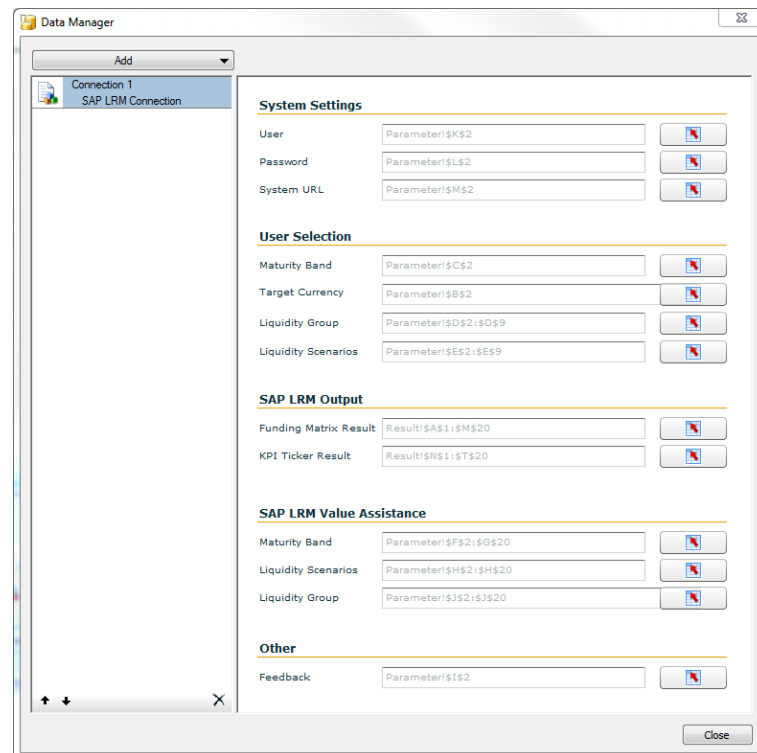 Data Manager
Add
Connection 1
SAP LRM Connection
System Settings
User Parameter!$K$2
Password Parameter!$L$2
System URL Parameter!$M$2
User Selection
Maturity Band Parameter!$C$2
Target Currency Parameter!$B$2
Liquidity Group Parameter!$D$2:$D$9
Liquidity Scenarios Parameter!$E$2:$E$9
SAP LRM Output
Funding Matrix Result Result!$A$1:$M$20
KPI Ticker Result Result!$N$1:$T$20
SAP LRM Value Assistance
Maturity Band Parameter!$F$2:$G$20
Liquidity Scenarios Parameter!$H$2:$H$20
Liquidity Group Parameter!$J$2:$J$20
Other
Feedback Parameter!$I$2
Close